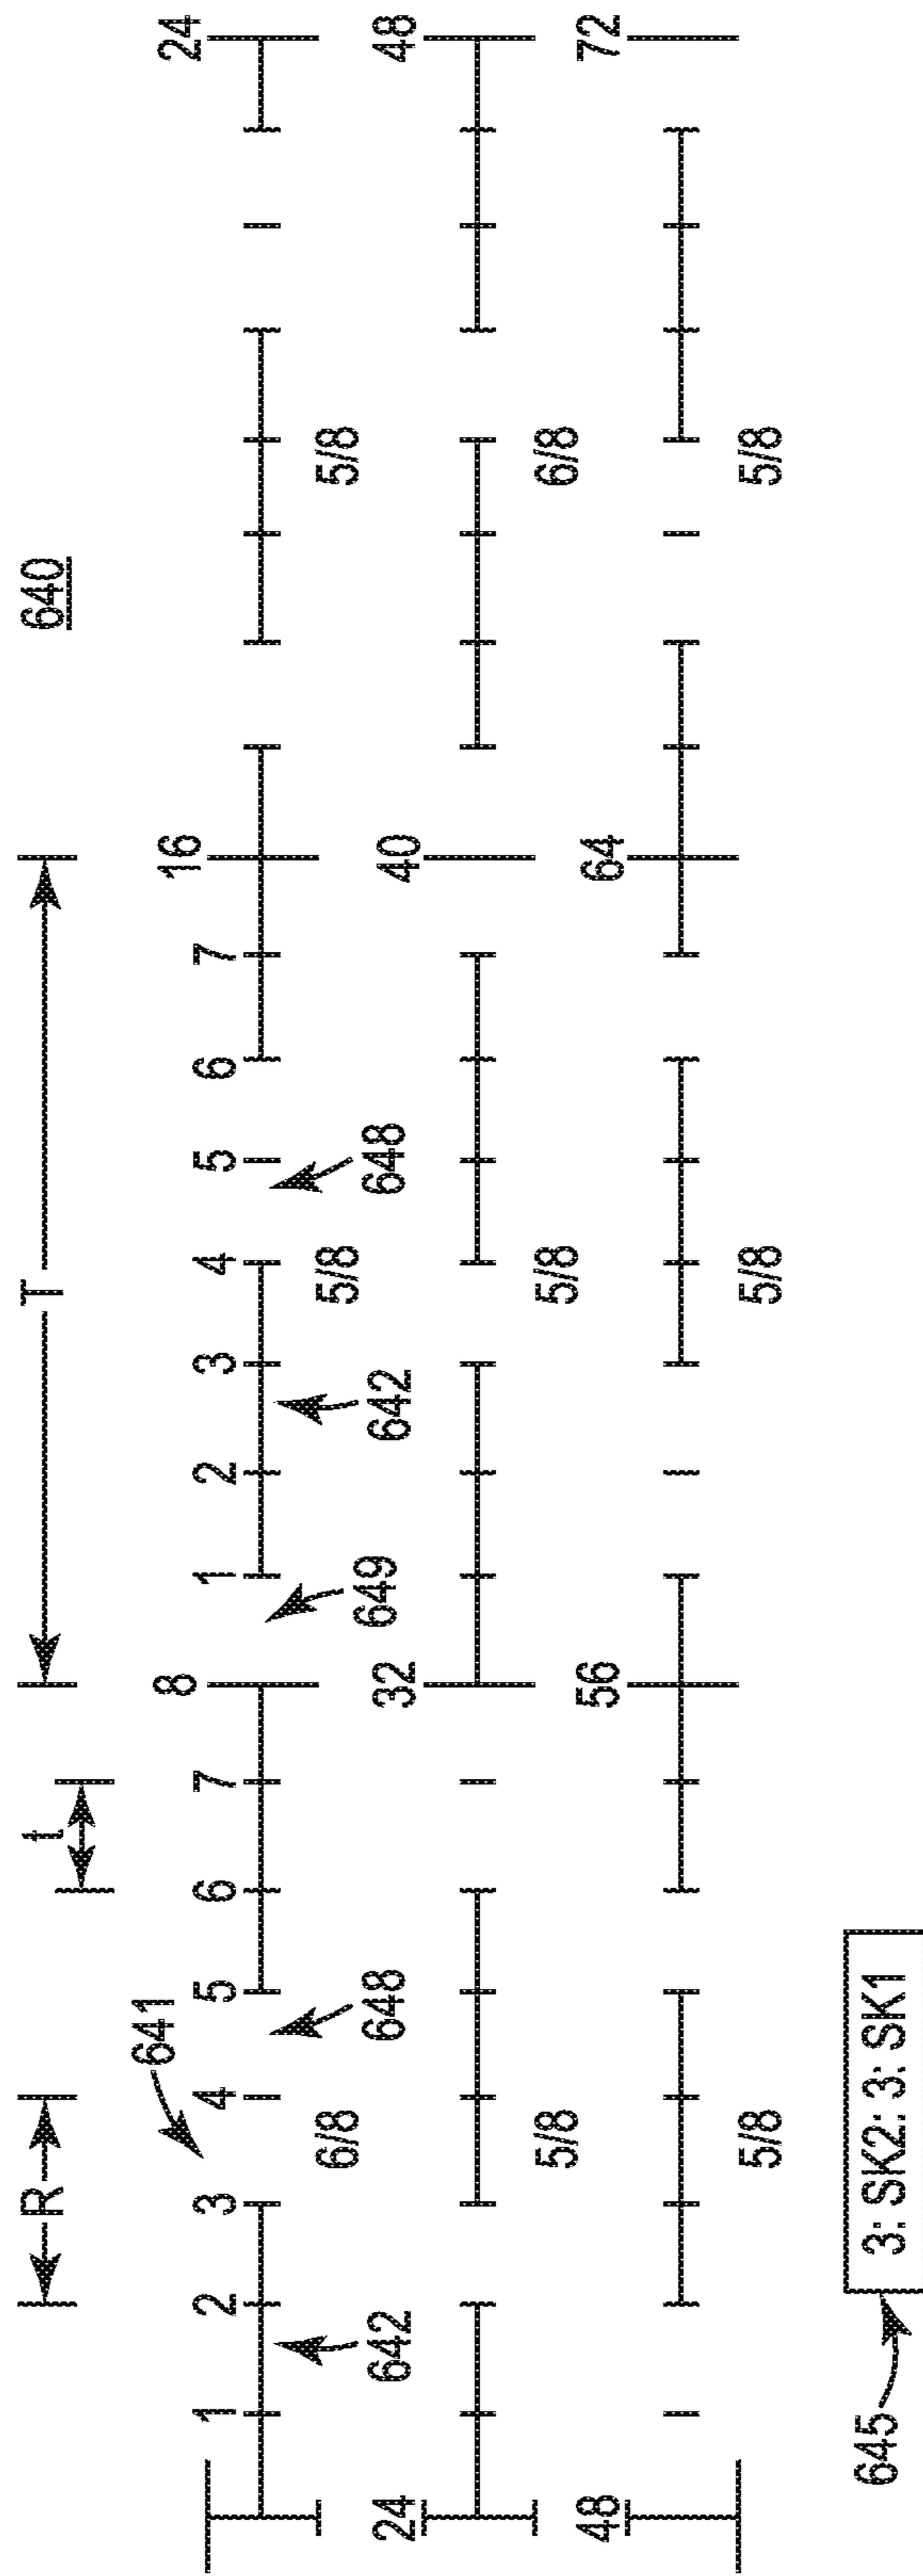 640
R
T
t
641
1 2 3 4 5 6 7 8 1 2 3 4 5 6 7 16 24
642 648 649 642 648
6/8 5/8 5/8
24 32 40 48
5/8 5/8 6/8
48 56 64 72
5/8 5/8 5/8
645
3: SK2: 3: SK1